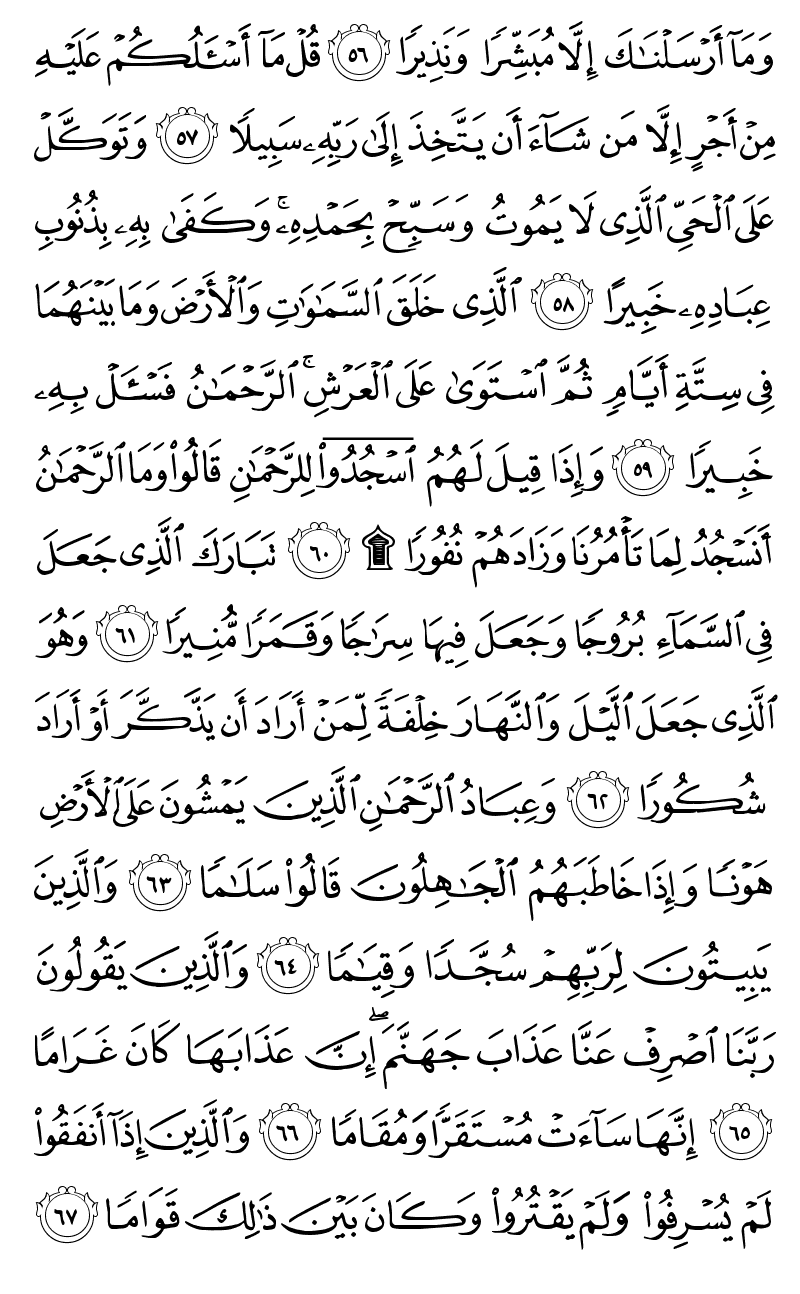 وَمَآ أَرۡسَلۡنَٰكَ إِلَّا مُبَشِّرٗا وَنَذِيرٗا ٥٦ قُلۡ مَآ أَسۡـَٔلُكُمۡ عَلَيۡهِ
مِنۡ أَجۡرٍ إِلَّا مَن شَآءَ أَن يَتَّخِذَ إِلَىٰ رَبِّهِۦ سَبِيلٗا ٥٧ وَتَوَكَّلۡ
عَلَى ٱلۡحَيِّ ٱلَّذِي لَا يَمُوتُ وَسَبِّحۡ بِحَمۡدِهِۦۚ وَكَفَىٰ بِهِۦ بِذُنُوبِ
عِبَادِهِۦ خَبِيرًا ٥٨ ٱلَّذِي خَلَقَ ٱلسَّمَٰوَٰتِ وَٱلۡأَرۡضَ وَمَا بَيۡنَهُمَا
فِي سِتَّةِ أَيَّامٖ ثُمَّ ٱسۡتَوَىٰ عَلَى ٱلۡعَرۡشِۚ ٱلرَّحۡمَٰنُ فَسۡـَٔلۡ بِهِۦ
خَبِيرٗا ٥٩ وَإِذَا قِيلَ لَهُمُ ٱسۡجُدُواْۤ لِلرَّحۡمَٰنِ قَالُواْ وَمَا ٱلرَّحۡمَٰنُ
أَنَسۡجُدُ لِمَا تَأۡمُرُنَا وَزَادَهُمۡ نُفُورٗا ۩ ٦٠ تَبَارَكَ ٱلَّذِي جَعَلَ
فِي ٱلسَّمَآءِ بُرُوجٗا وَجَعَلَ فِيهَا سِرَٰجٗا وَقَمَرٗا مُّنِيرٗا ٦١ وَهُوَ
ٱلَّذِي جَعَلَ ٱلَّيۡلَ وَٱلنَّهَارَ خِلۡفَةٗ لِّمَنۡ أَرَادَ أَن يَذَّكَّرَ أَوۡ أَرَادَ
شُكُورٗا ٦٢ وَعِبَادُ ٱلرَّحۡمَٰنِ ٱلَّذِينَ يَمۡشُونَ عَلَى ٱلۡأَرۡضِ
هَوۡنٗا وَإِذَا خَاطَبَهُمُ ٱلۡجَٰهِلُونَ قَالُواْ سَلَٰمٗا ٦٣ وَٱلَّذِينَ
يَبِيتُونَ لِرَبِّهِمۡ سُجَّدٗا وَقِيَٰمٗا ٦٤ وَٱلَّذِينَ يَقُولُونَ
رَبَّنَا ٱصۡرِفۡ عَنَّا عَذَابَ جَهَنَّمَۖ إِنَّ عَذَابَهَا كَانَ غَرَامًا
٦٥ إِنَّهَا سَآءَتۡ مُسۡتَقَرّٗا وَمُقَامٗا ٦٦ وَٱلَّذِينَ إِذَآ أَنفَقُواْ
لَمۡ يُسۡرِفُواْ وَلَمۡ يَقۡتُرُواْ وَكَانَ بَيۡنَ ذَٰلِكَ قَوَامٗا ٦٧